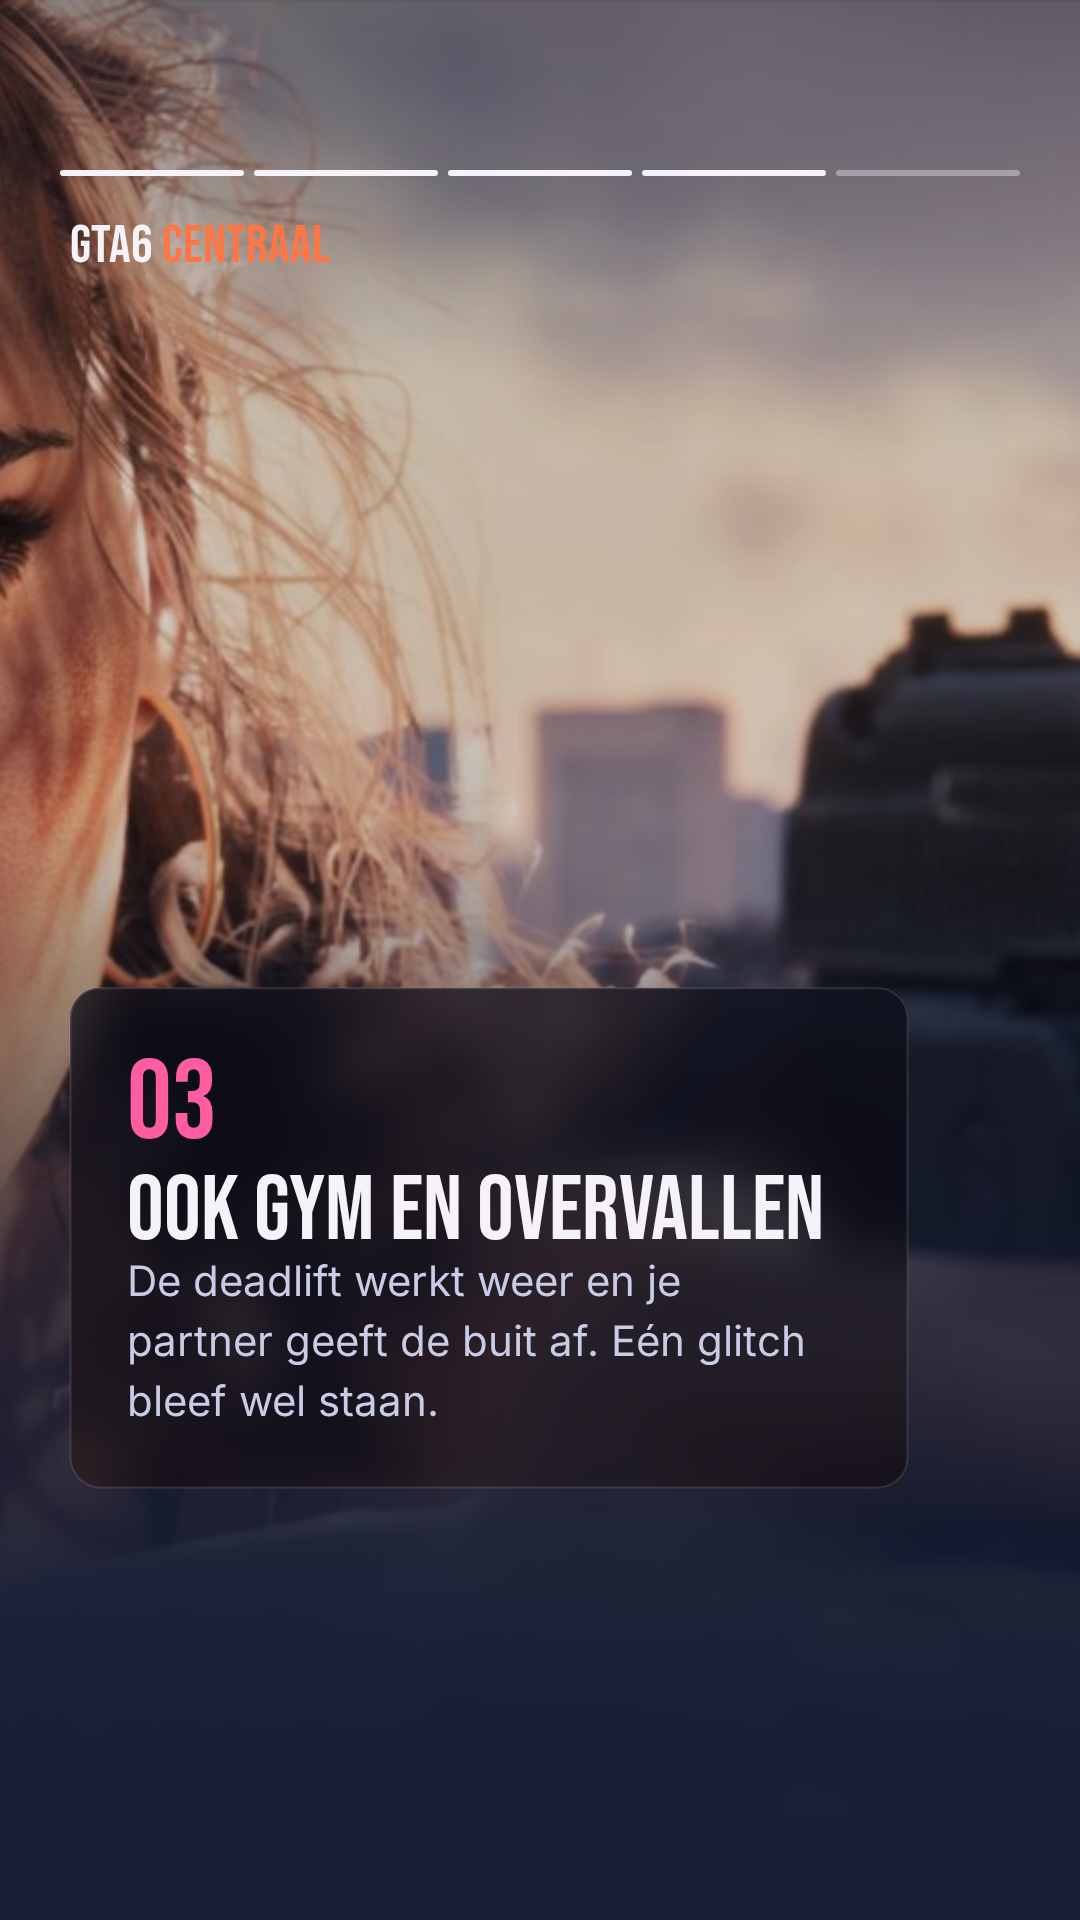 GTA6 CENTRAAL
03
OOK GYM EN OVERVALLEN
De deadlift werkt weer en je
partner geeft de buit af. Eén glitch
bleef wel staan.